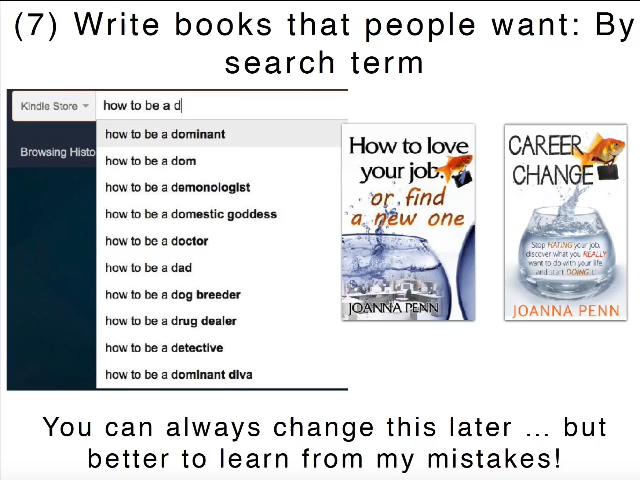 (7) Write books that people want: By
search term
Kindle Store
how to be a d
Browsing Histo
how to be a dominant
how to be a dom
how to be a demonologist
how to be a domestic goddess
how to be a doctor
how to be a dad
how to be a dog breeder
how to be a drug dealer
how to be a detective
how to be a dominant diva
How to love
your job.
or find
a new one
JOANNA PENN
CAREER
CHANGE
Stop HATING your job,
discover what you REALLY
want to do with your life
and start DOING it!
JOANNA PENN
You can always change this later ... but
better to learn from my mistakes!